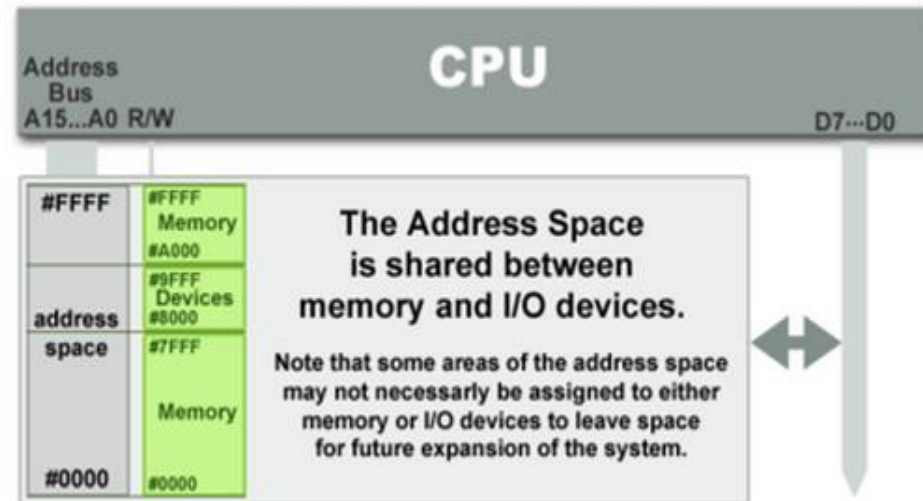 CPU
Address
Bus
A15...A0 R/W
D7...D0
#FFFF
address
space
#0000
#FFFF
Memory
#A000
#9FFF
Devices
#8000
#7FFF
Memory
#0000
The Address Space
is shared between
memory and I/O devices.
Note that some areas of the address space
may not necessarly be assigned to either
memory or I/O devices to leave space
for future expansion of the system.